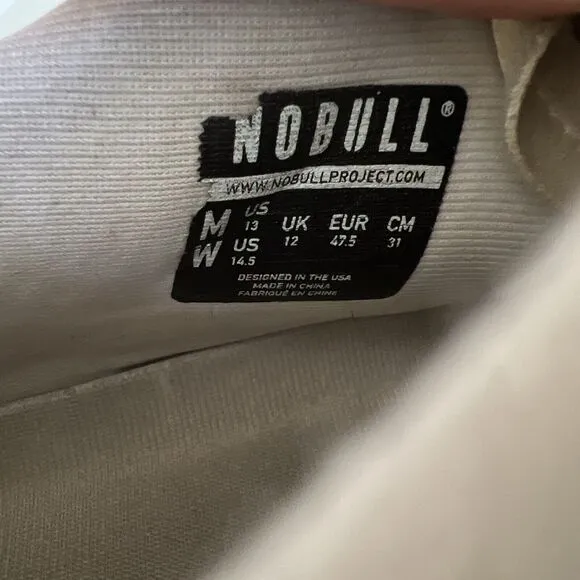 NOBULL®
WWW.NOBULLPROJECT.COM
M US 13 UK 12 EUR 47.5 CM 31
W US 14.5
DESIGNED IN THE USA
MADE IN CHINA
FABRIQUÉ EN CHINE